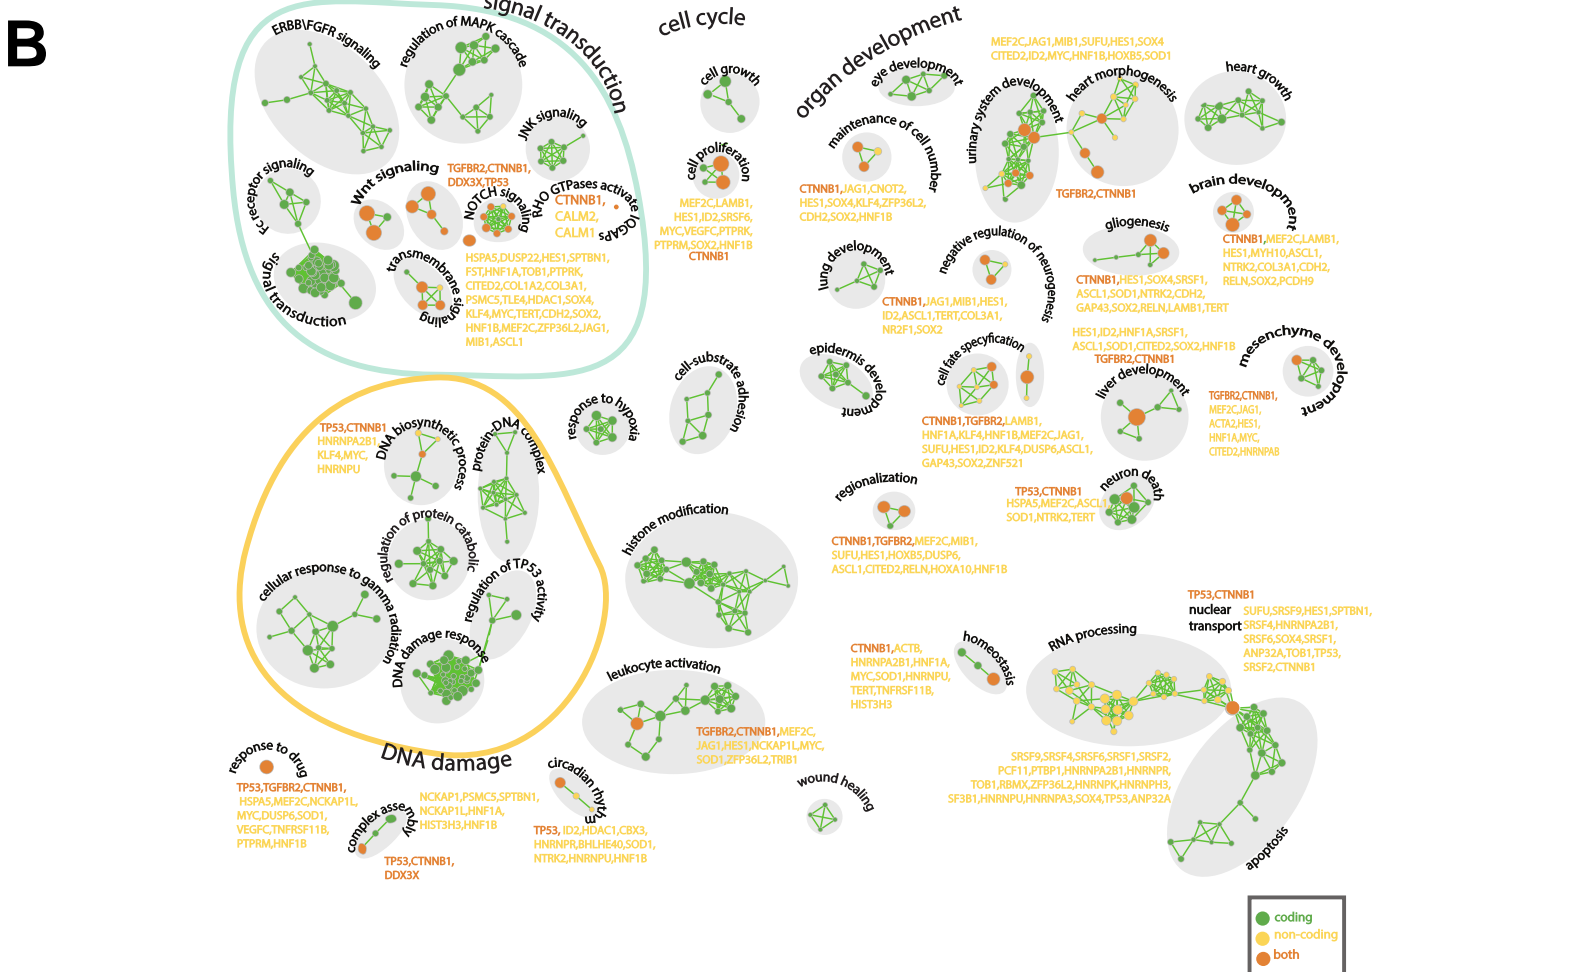 B
signal transduction
ERBB\FGFR signaling
regulation of MAPK cascade
JNK signaling
Fc receptor signaling
Wnt signaling
TGFBR2,CTNNB1,
DDX3X,TP53
NOTCH signaling
RHO GTPases activate IQGAPs
CTNNB1,
CALM2,
CALM1
signal transduction
transmembrane signaling
HSPA5,DUSP22,HES1,SPTBN1,
FST,HNF1A,TOB1,PTPRK,
CITED2,COL1A2,COL3A1,
PSMC5,TLE4,HDAC1,SOX4,
KLF4,MYC,TERT,CDH2,SOX2,
HNF1B,MEF2C,ZFP36L2,JAG1,
MIB1,ASCL1
cell cycle
cell growth
cell proliferation
MEF2C,LAMB1,
HES1,ID2,SRSF6,
MYC,VEGFC,PTPRK,
PTPRM,SOX2,HNF1B
CTNNB1
organ development
eye development
MEF2C,JAG1,MIB1,SUFU,HES1,SOX4
CITED2,ID2,MYC,HNF1B,HOXB5,SOD1
urinary system development
heart morphogenesis
TGFBR2,CTNNB1
heart growth
maintenance of cell number
CTNNB1,JAG1,CNOT2,
HES1,SOX4,KLF4,ZFP36L2,
CDH2,SOX2,HNF1B
brain development
CTNNB1,MEF2C,LAMB1,
HES1,MYH10,ASCL1,
NTRK2,COL3A1,CDH2,
RELN,SOX2,PCDH9
gliogenesis
CTNNB1,HES1,SOX4,SRSF1,
ASCL1,SOD1,NTRK2,CDH2,
GAP43,SOX2,RELN,LAMB1,TERT
lung development
negative regulation of neurogenesis
CTNNB1,JAG1,MIB1,HES1,
ID2,ASCL1,TERT,COL3A1,
NR2F1,SOX2
HES1,ID2,HNF1A,SRSF1,
ASCL1,SOD1,CITED2,SOX2,HNF1B
TGFBR2,CTNNB1
liver development
mesenchyme development
TGFBR2,CTNNB1,
MEF2C,JAG1,
ACTA2,HES1,
HNF1A,MYC,
CITED2,HNRNPAB
epidermis development
cell fate specyfication
CTNNB1,TGFBR2,LAMB1,
HNF1A,KLF4,HNF1B,MEF2C,JAG1,
SUFU,HES1,ID2,KLF4,DUSP6,ASCL1,
GAP43,SOX2,ZNF521
regionalization
CTNNB1,TGFBR2,MEF2C,MIB1,
SUFU,HES1,HOXB5,DUSP6,
ASCL1,CITED2,RELN,HOXA10,HNF1B
neuron death
TP53,CTNNB1
HSPA5,MEF2C,ASCL1
SOD1,NTRK2,TERT
cell-substrate adhesion
response to hypoxia
TP53,CTNNB1
HNRNPA2B1,
KLF4,MYC,
HNRNPU
DNA biosynthetic process
protein-DNA complex
regulation of protein catabolic
cellular response to gamma radiation
regulation of TP53 activity
DNA damage response
DNA damage
histone modification
leukocyte activation
TGFBR2,CTNNB1,MEF2C,
JAG1,HES1,NCKAP1L,MYC,
SOD1,ZFP36L2,TRIB1
homeostasis
CTNNB1,ACTB,
HNRNPA2B1,HNF1A,
MYC,SOD1,HNRNPU,
TERT,TNFRSF11B,
HIST3H3
RNA processing
TP53,CTNNB1
nuclear
transport
SUFU,SRSF9,HES1,SPTBN1,
SRSF4,HNRNPA2B1,
SRSF6,SOX4,SRSF1,
ANP32A,TOB1,TP53,
SRSF2,CTNNB1
SRSF9,SRSF4,SRSF6,SRSF1,SRSF2,
PCF11,PTBP1,HNRNPA2B1,HNRNPR,
TOB1,RBMX,ZFP36L2,HNRNPK,HNRNPH3,
SF3B1,HNRNPU,HNRNPA3,SOX4,TP53,ANP32A
apoptosis
wound healing
response to drug
TP53,TGFBR2,CTNNB1,
HSPA5,MEF2C,NCKAP1L,
MYC,DUSP6,SOD1,
VEGFC,TNFRSF11B,
PTPRM,HNF1B
complex assembly
NCKAP1,PSMC5,SPTBN1,
NCKAP1L,HNF1A,
HIST3H3,HNF1B
TP53,CTNNB1,
DDX3X
circadian rhytsm
TP53, ID2,HDAC1,CBX3,
HNRNPR,BHLHE40,SOD1,
NTRK2,HNRNPU,HNF1B
coding
non-coding
both